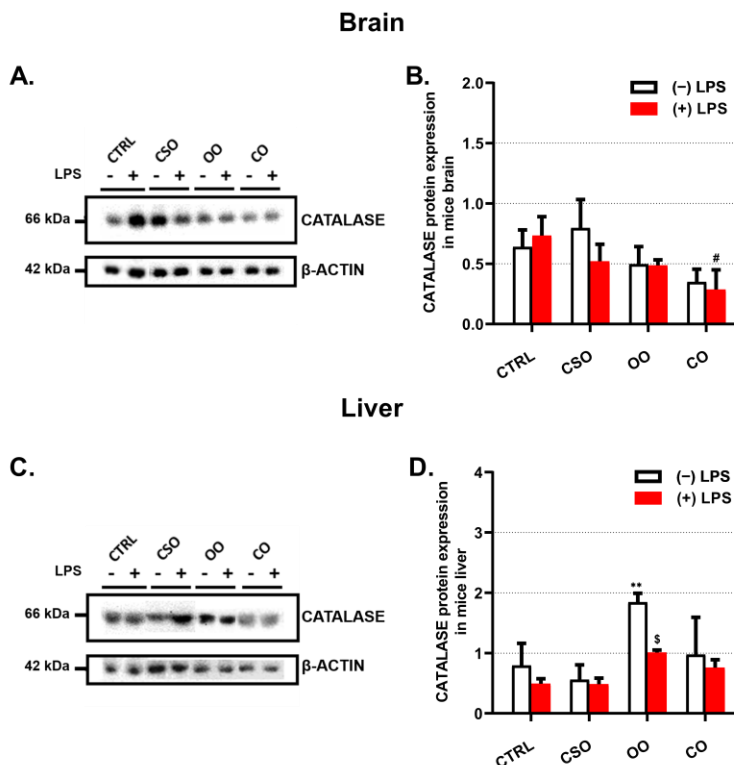 Brain
A.
CTRL CSO OO CO
LPS - + - + - + - +
66 kDa CATALASE
42 kDa β-ACTIN
B.
CATALASE protein expression
in mice brain
2.0
1.5
1.0
0.5
0.0
(−) LPS
(+) LPS
#
CTRL CSO OO CO
Liver
C.
CTRL CSO OO CO
LPS - + - + - + - +
66 kDa CATALASE
42 kDa β-ACTIN
D.
CATALASE protein expression
in mice liver
4
3
2
1
0
(−) LPS
(+) LPS
**
$
CTRL CSO OO CO